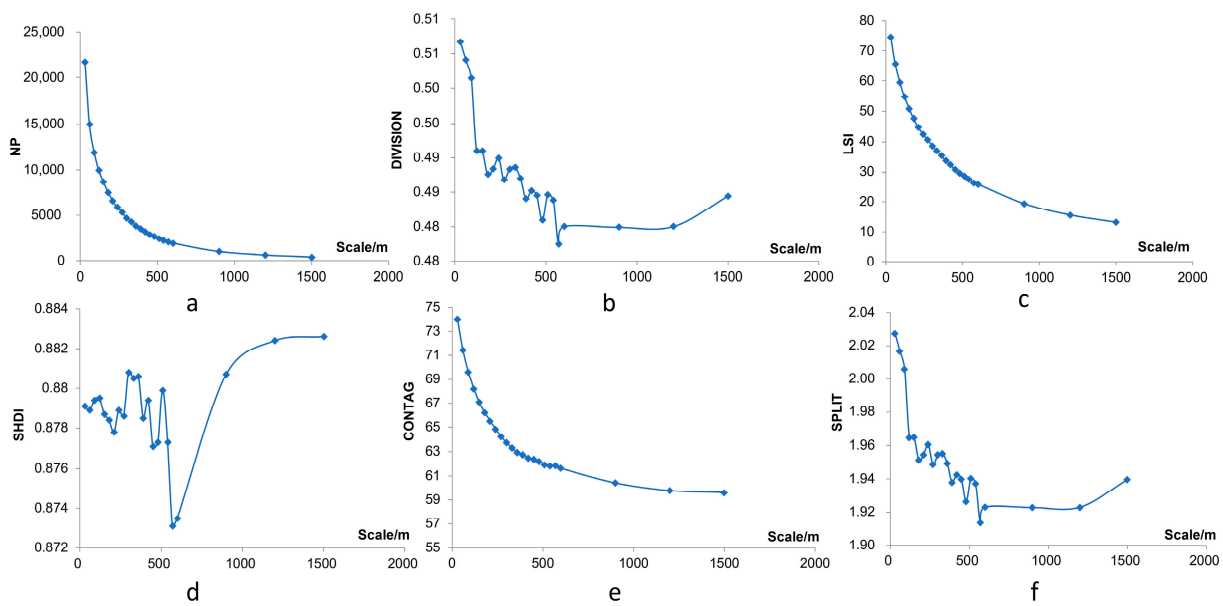 25,000
20,000
15,000
10,000
5000
0
NP
Scale/m
0 500 1000 1500 2000
a
0.51
0.51
0.50
0.50
0.49
0.49
0.48
0.48
DIVISION
Scale/m
0 500 1000 1500 2000
b
80
70
60
50
40
30
20
10
0
LSI
Scale/m
0 500 1000 1500 2000
c
0.884
0.882
0.88
0.878
0.876
0.874
0.872
SHDI
Scale/m
0 500 1000 1500 2000
d
75
73
71
69
67
65
63
61
59
57
55
CONTAG
Scale/m
0 500 1000 1500 2000
e
2.04
2.02
2.00
1.98
1.96
1.94
1.92
1.90
SPLIT
Scale/m
0 500 1000 1500 2000
f